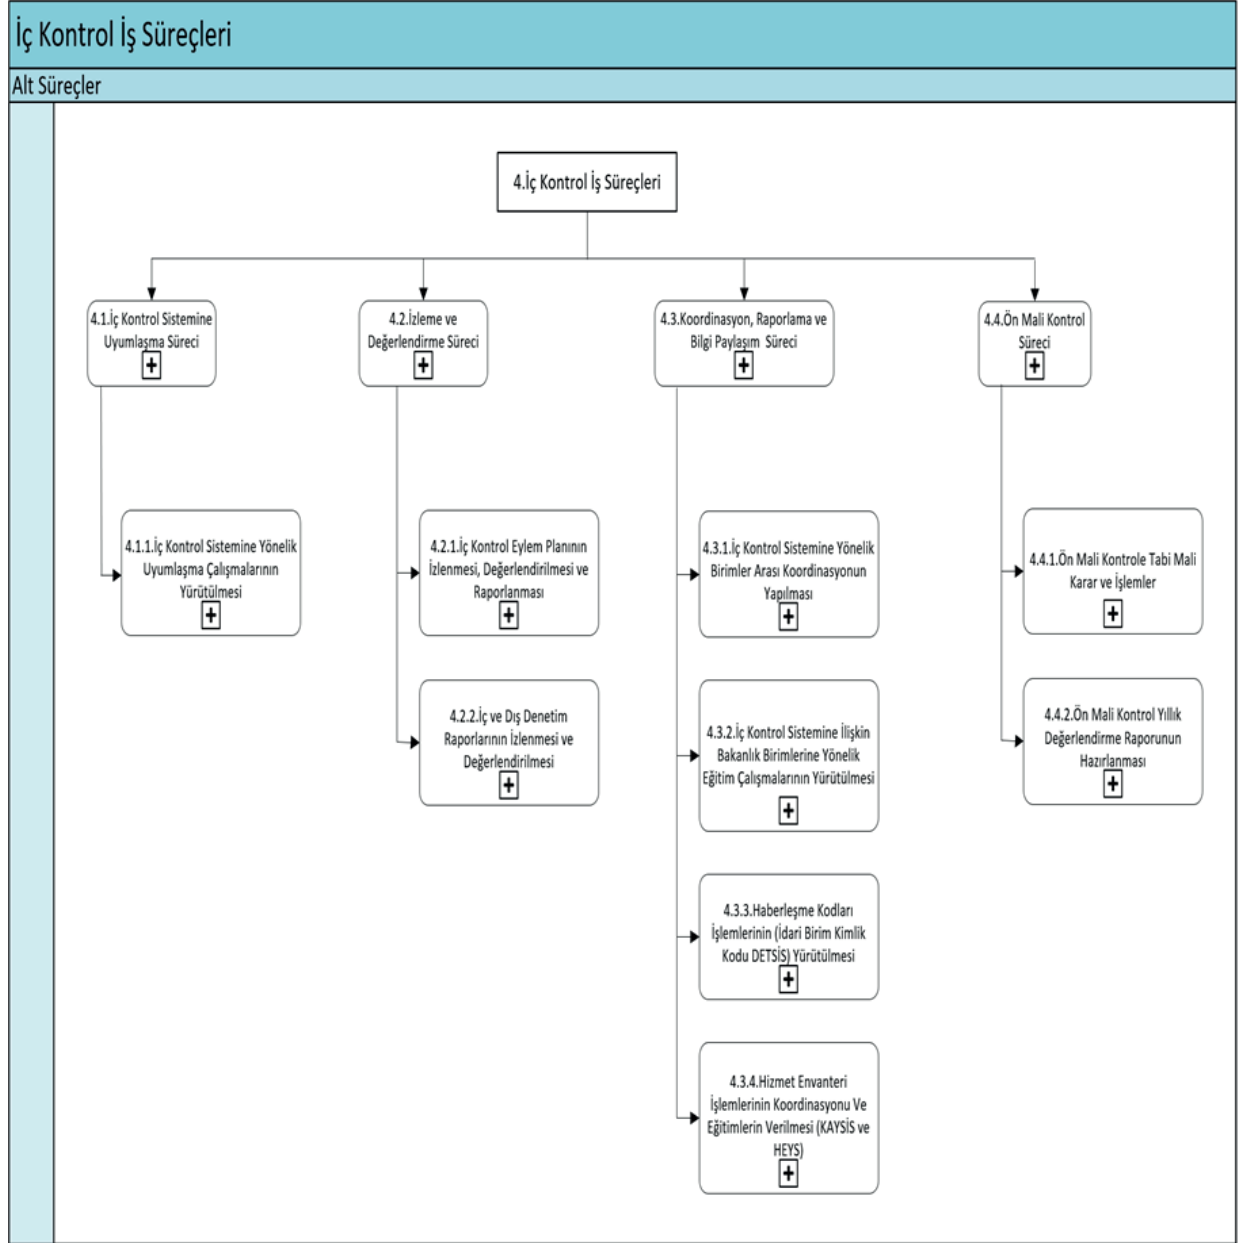 İç Kontrol İş Süreçleri
Alt Süreçler
4.İç Kontrol İş Süreçleri
4.1.İç Kontrol Sistemine
Uyumlaşma Süreci
4.2.İzleme ve
Değerlendirme Süreci
4.3.Koordinasyon, Raporlama ve
Bilgi Paylaşım Süreci
4.4.Ön Mali Kontrol
Süreci
4.1.1.İç Kontrol Sistemine Yönelik
Uyumlaşma Çalışmalarının
Yürütülmesi
4.2.1.İç Kontrol Eylem Planının
İzlenmesi, Değerlendirilmesi ve
Raporlanması
4.3.1.İç Kontrol Sistemine Yönelik
Birimler Arası Koordinasyonun
Yapılması
4.4.1.Ön Mali Kontrole Tabi Mali
Karar ve İşlemler
4.2.2.İç ve Dış Denetim
Raporlarının İzlenmesi ve
Değerlendirilmesi
4.3.2.İç Kontrol Sistemine İlişkin
Bakanlık Birimlerine Yönelik
Eğitim Çalışmalarının Yürütülmesi
4.4.2.Ön Mali Kontrol Yıllık
Değerlendirme Raporunun
Hazırlanması
4.3.3.Haberleşme Kodları
İşlemlerinin (İdari Birim Kimlik
Kodu DETSİS) Yürütülmesi
4.3.4.Hizmet Envanteri
İşlemlerinin Koordinasyonu Ve
Eğitimlerin Verilmesi (KAYSİS ve
HEYS)